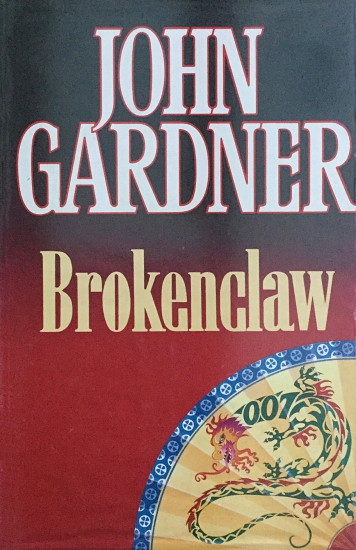 JOHN
GARDNER
Brokenclaw
007